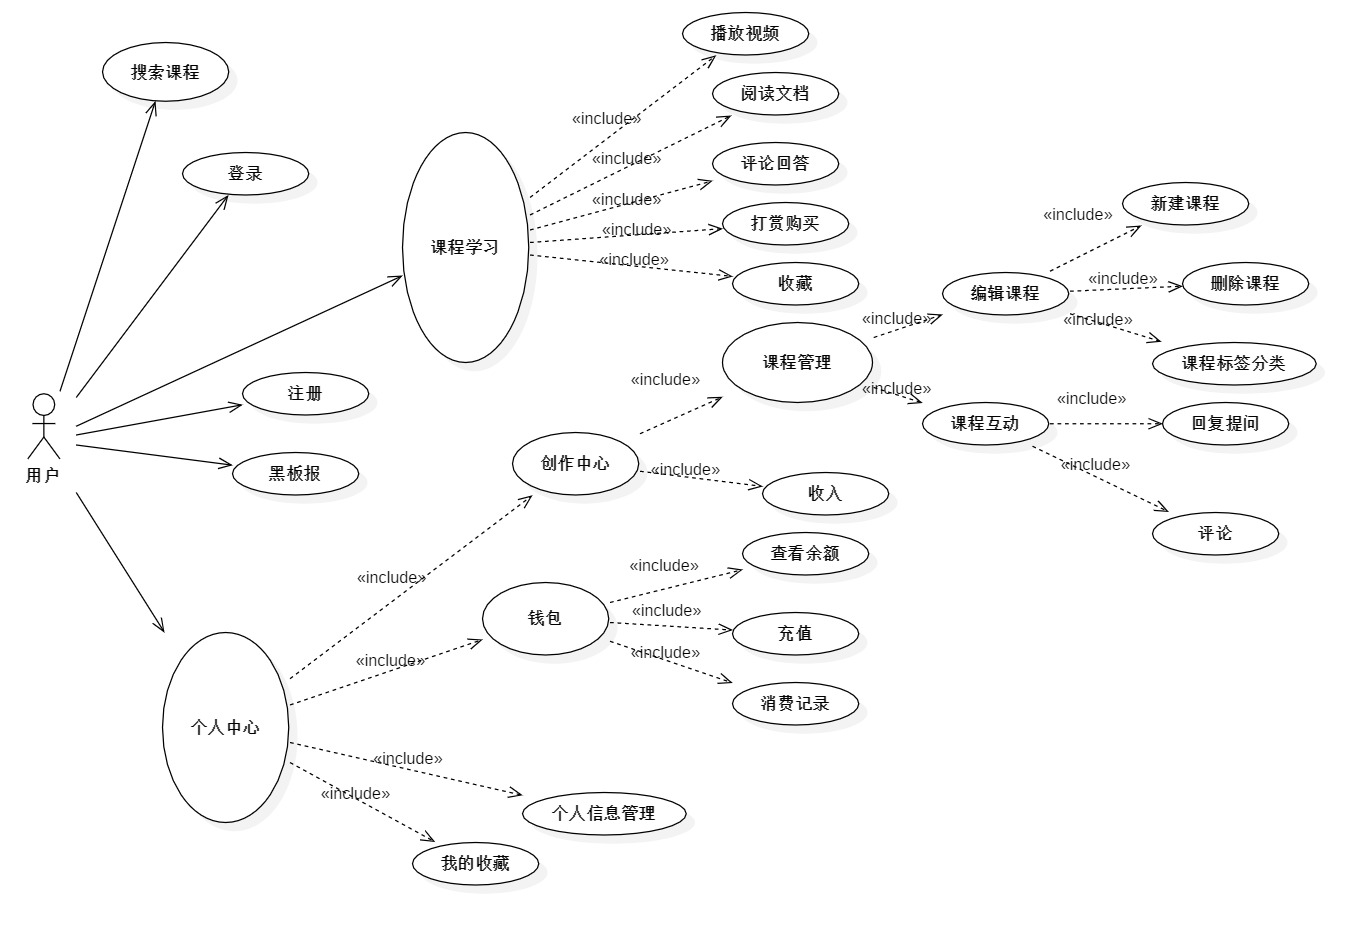 播放视频
搜索课程
阅读文档
«include»
«include»
评论回答
登录
«include»
新建课程
«include»
打赏购买
«include»
课程学习
«include»
收藏
«include»
删除课程
编辑课程
«include»
«include»
课程管理
课程标签分类
«include»
«include»
注册
«include»
课程互动
回复提问
创作中心
«include»
«include»
黑板报
用户
收入
评论
查看余额
«include»
«include»
«include»
钱包
充值
«include»
«include»
消费记录
个人中心
«include»
«include»
个人信息管理
我的收藏